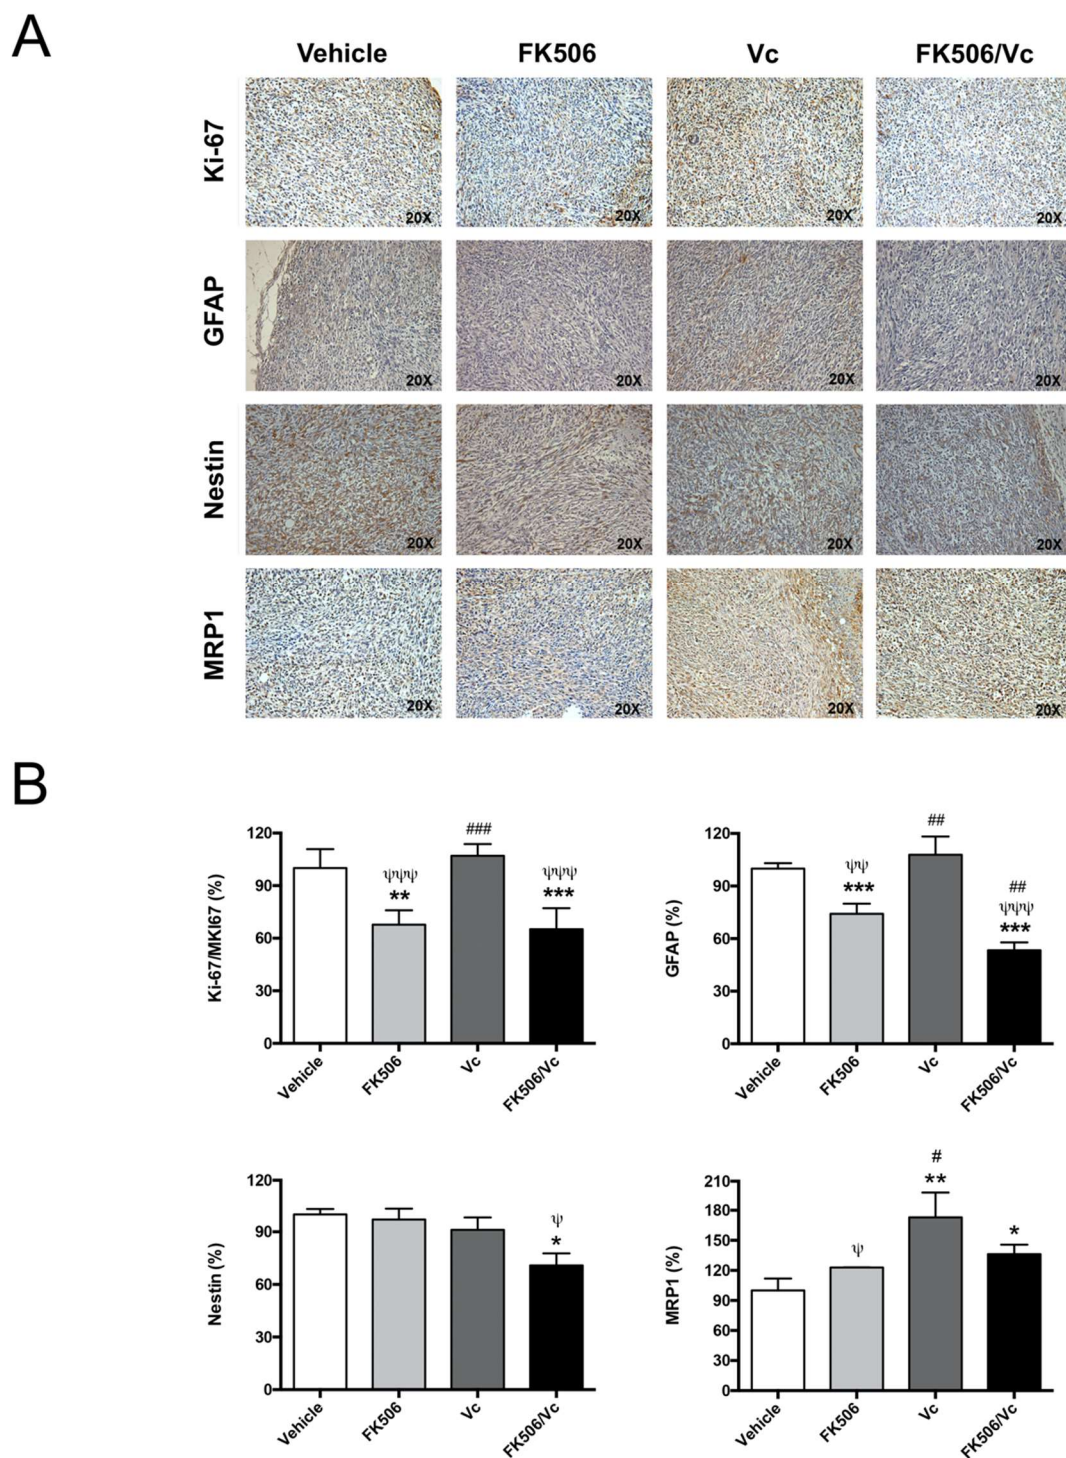 A
Vehicle FK506 Vc FK506/Vc
Ki-67
20X 20X 20X 20X
GFAP
20X 20X 20X 20X
Nestin
20X 20X 20X 20X
MRP1
20X 20X 20X 20X
B
Ki-67/MKI67 (%)
120
90
60
30
0
ψψψ
**
###
ψψψ
***
Vehicle FK506 Vc FK506/Vc
GFAP (%)
120
90
60
30
0
ψψ
***
##
##
ψψψ
***
Vehicle FK506 Vc FK506/Vc
Nestin (%)
120
90
60
30
0
ψ
*
Vehicle FK506 Vc FK506/Vc
MRP1 (%)
210
180
150
120
90
60
30
0
ψ
#
**
*
Vehicle FK506 Vc FK506/Vc